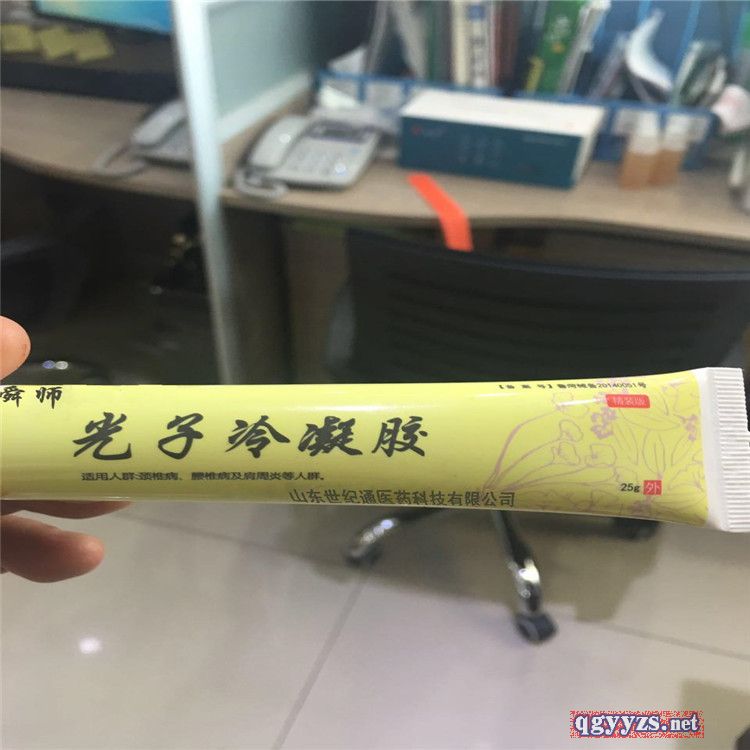 【备案号】鲁菏械备20140051号
舜师
精装版
光子冷凝胶
适用人群:颈椎病、腰椎病及肩周炎等人群。
25g 外
山东世纪通医药科技有限公司
qgyyzs.net